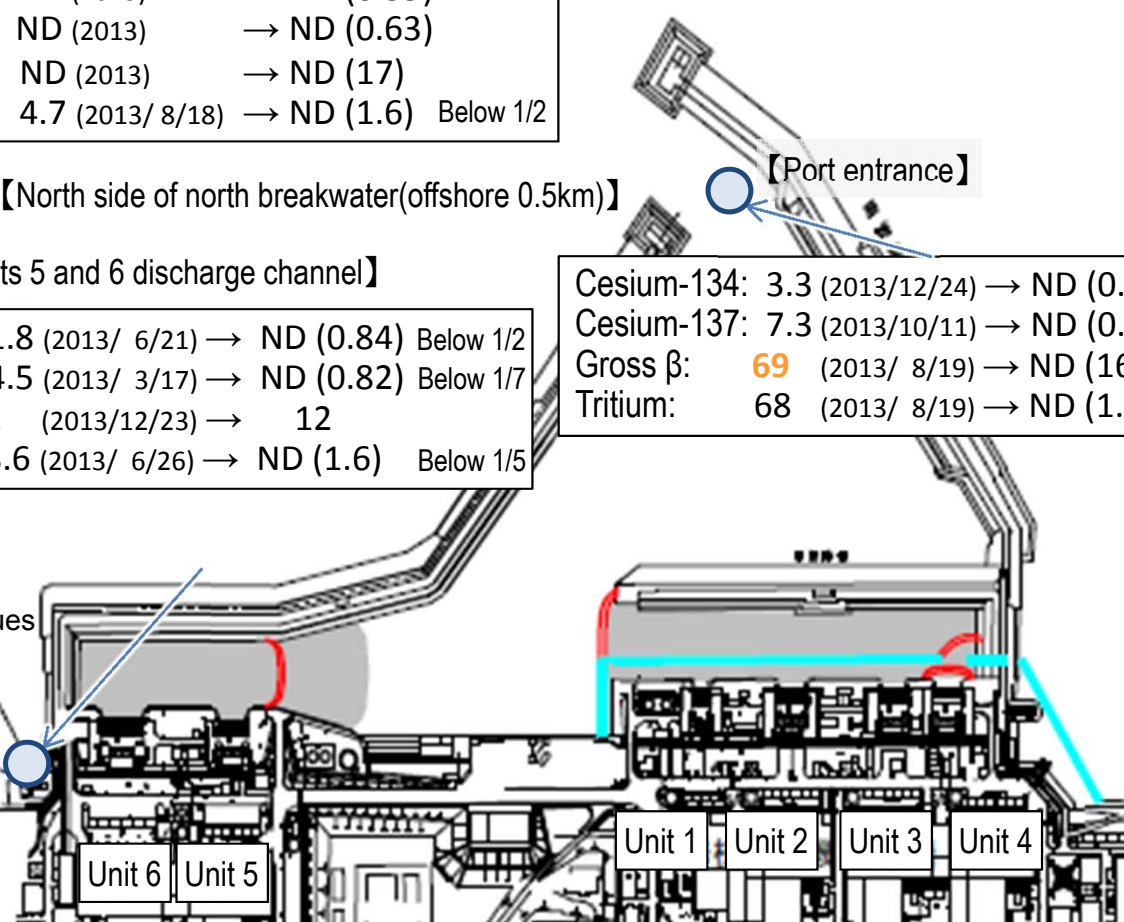 ND (2013) → ND (0.63)
ND (2013) → ND (17)
4.7 (2013/ 8/18) → ND (1.6) Below 1/2
【Port entrance】
【North side of north breakwater(offshore 0.5km)】
5 and 6 discharge channel】
Cesium-134: 3.3 (2013/12/24) → ND (0.
Cesium-137: 7.3 (2013/10/11) → ND (0.
Gross β: 69 (2013/ 8/19) → ND (16
Tritium: 68 (2013/ 8/19) → ND (1.
.8 (2013/ 6/21) → ND (0.84) Below 1/2
.5 (2013/ 3/17) → ND (0.82) Below 1/7
(2013/12/23) → 12
.6 (2013/ 6/26) → ND (1.6) Below 1/5
Unit 1
Unit 2
Unit 3
Unit 4
Unit 6
Unit 5